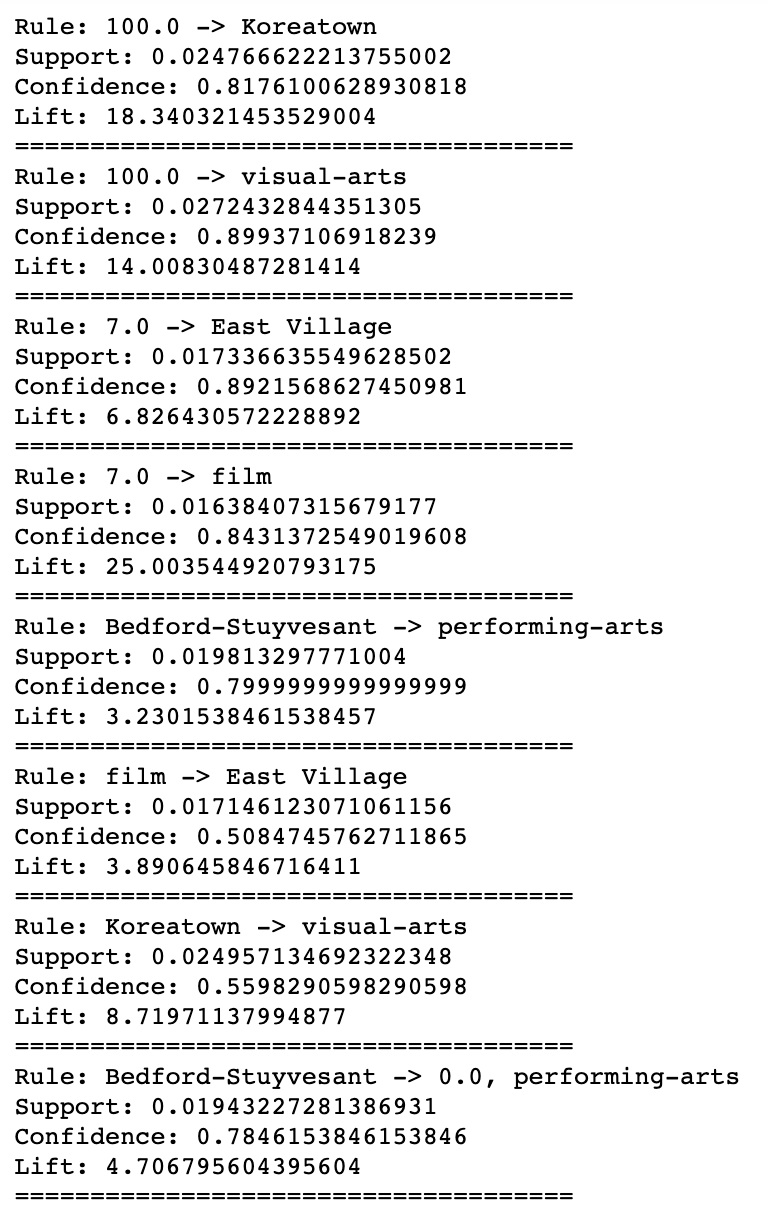 Rule: 100.0 -> Koreatown
Support: 0.024766622213755002
Confidence: 0.8176100628930818
Lift: 18.340321453529004
=====================================
Rule: 100.0 -> visual-arts
Support: 0.0272432844351305
Confidence: 0.89937106918239
Lift: 14.00830487281414
=====================================
Rule: 7.0 -> East Village
Support: 0.017336635549628502
Confidence: 0.8921568627450981
Lift: 6.826430572228892
=====================================
Rule: 7.0 -> film
Support: 0.01638407315679177
Confidence: 0.8431372549019608
Lift: 25.003544920793175
=====================================
Rule: Bedford-Stuyvesant -> performing-arts
Support: 0.019813297771004
Confidence: 0.7999999999999999
Lift: 3.2301538461538457
=====================================
Rule: film -> East Village
Support: 0.017146123071061156
Confidence: 0.5084745762711865
Lift: 3.890645846716411
=====================================
Rule: Koreatown -> visual-arts
Support: 0.024957134692322348
Confidence: 0.5598290598290598
Lift: 8.71971137994877
=====================================
Rule: Bedford-Stuyvesant -> 0.0, performing-arts
Support: 0.01943227281386931
Confidence: 0.7846153846153846
Lift: 4.706795604395604
=====================================